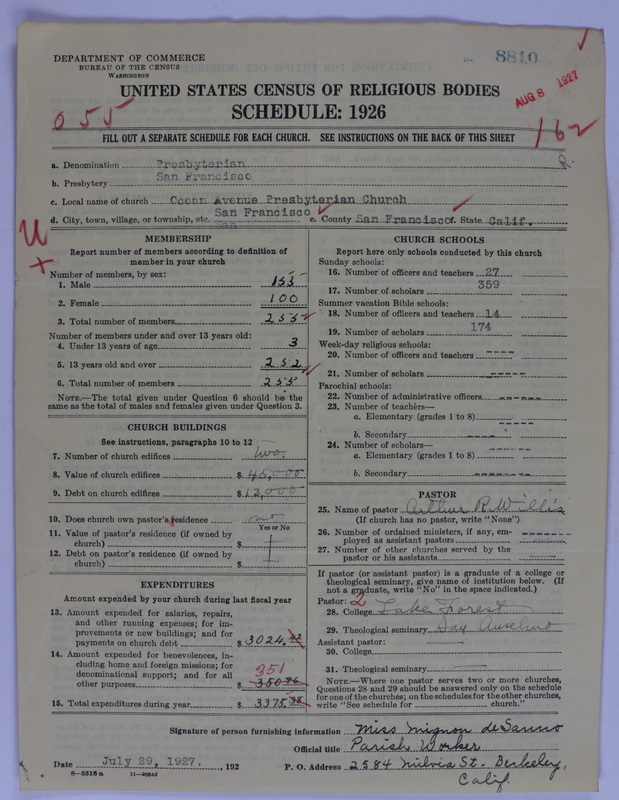 8810
DEPARTMENT OF COMMERCE
BUREAU OF THE CENSUS
WASHINGTON
AUG 8 1927
UNITED STATES CENSUS OF RELIGIOUS BODIES
SCHEDULE: 1926
055
162
FILL OUT A SEPARATE SCHEDULE FOR EACH CHURCH. SEE INSTRUCTIONS ON THE BACK OF THIS SHEET
a. Denomination Presbyterian
b. Presbytery San Francisco
c. Local name of church Ocean Avenue Presbyterian Church
d. City, town, village, or township, etc. San Francisco e. County San Francisco f. State Calif.
San
MEMBERSHIP
Report number of members according to definition of
member in your church
Number of members, by sex:
1. Male 155
2. Female 100
3. Total number of members 255
Number of members under and over 13 years old:
4. Under 13 years of age 3
5. 13 years old and over 252
6. Total number of members 255
NOTE.—The total given under Question 6 should be the
same as the total of males and females given under Question 3.
CHURCH BUILDINGS
See instructions, paragraphs 10 to 12
7. Number of church edifices two.
8. Value of church edifices $ 45,000
9. Debt on church edifices $ 12,000
10. Does church own pastor's residence no
Yes or No
11. Value of pastor's residence (if owned by
church) $
12. Debt on pastor's residence (if owned by
church) $
EXPENDITURES
Amount expended by your church during last fiscal year
13. Amount expended for salaries, repairs,
and other running expenses; for im-
provements or new buildings; and for
payments on church debt $ 3024.
14. Amount expended for benevolences, in-
cluding home and foreign missions; for
denominational support; and for all
351
other purposes $ 350
15. Total expenditures during year $ 3375.
CHURCH SCHOOLS
Report here only schools conducted by this church
Sunday schools:
16. Number of officers and teachers 27
17. Number of scholars 359
Summer vacation Bible schools:
18. Number of officers and teachers 14
19. Number of scholars 174
Week-day religious schools:
20. Number of officers and teachers ----
21. Number of scholars -----
Parochial schools:
22. Number of administrative officers -----
23. Number of teachers—
a. Elementary (grades 1 to 8) -----
b. Secondary -----
24. Number of scholars—
a. Elementary (grades 1 to 8) -----
b. Secondary -----
PASTOR
25. Name of pastor Arthur R. Willis
(If church has no pastor, write "None")
26. Number of ordained ministers, if any, em-
ployed as assistant pastors
27. Number of other churches served by the
pastor or his assistants
If pastor (or assistant pastor) is a graduate of a college or
theological seminary, give name of institution below. (If
not a graduate, write "No" in the space indicated.)
Pastor: 2
28. College Lake Forest
29. Theological seminary San Anselmo
Assistant pastor:
30. College
31. Theological seminary
NOTE.—Where one pastor serves two or more churches,
Questions 28 and 29 should be answered only on the schedule
for one of the churches; on the schedules for the other churches,
write "See schedule for church."
Signature of person furnishing information Miss Mignon deSanno
Official title Parish Worker
Date July 29, 1927. , 192 P. O. Address 2584 Milvia St. Berkeley,
Calif.
8—5518 a 11—9054